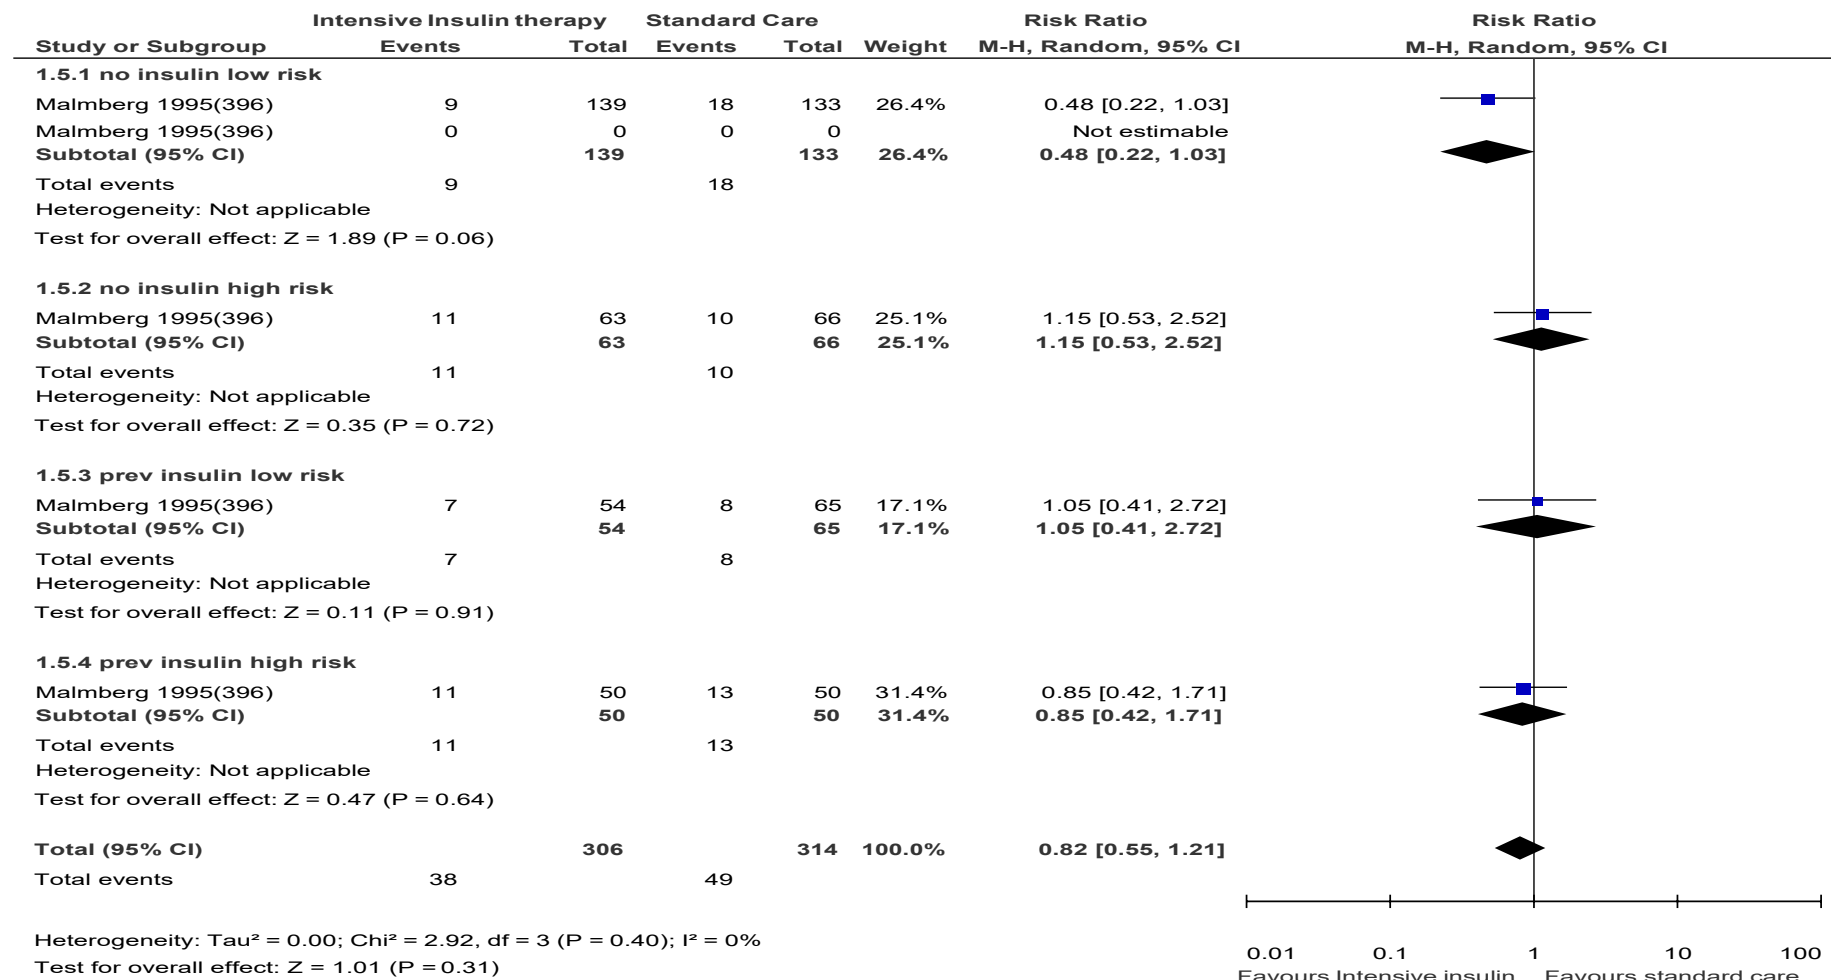 Intensive Insulin therapy Standard Care Risk Ratio Risk Ratio
Study or Subgroup Events Total Events Total Weight M-H, Random, 95% CI M-H, Random, 95% CI
1.5.1 no insulin low risk
Malmberg 1995(396) 9 139 18 133 26.4% 0.48 [0.22, 1.03]
Malmberg 1995(396) 0 0 0 0 Not estimable
Subtotal (95% CI) 139 133 26.4% 0.48 [0.22, 1.03]
Total events 9 18
Heterogeneity: Not applicable
Test for overall effect: Z = 1.89 (P = 0.06)
1.5.2 no insulin high risk
Malmberg 1995(396) 11 63 10 66 25.1% 1.15 [0.53, 2.52]
Subtotal (95% CI) 63 66 25.1% 1.15 [0.53, 2.52]
Total events 11 10
Heterogeneity: Not applicable
Test for overall effect: Z = 0.35 (P = 0.72)
1.5.3 prev insulin low risk
Malmberg 1995(396) 7 54 8 65 17.1% 1.05 [0.41, 2.72]
Subtotal (95% CI) 54 65 17.1% 1.05 [0.41, 2.72]
Total events 7 8
Heterogeneity: Not applicable
Test for overall effect: Z = 0.11 (P = 0.91)
1.5.4 prev insulin high risk
Malmberg 1995(396) 11 50 13 50 31.4% 0.85 [0.42, 1.71]
Subtotal (95% CI) 50 50 31.4% 0.85 [0.42, 1.71]
Total events 11 13
Heterogeneity: Not applicable
Test for overall effect: Z = 0.47 (P = 0.64)
Total (95% CI) 306 314 100.0% 0.82 [0.55, 1.21]
Total events 38 49
Heterogeneity: Tau² = 0.00; Chi² = 2.92, df = 3 (P = 0.40); I² = 0%
Test for overall effect: Z = 1.01 (P = 0.31)
0.01 0.1 1 10 100
Favours Intensive insulin Favours standard care